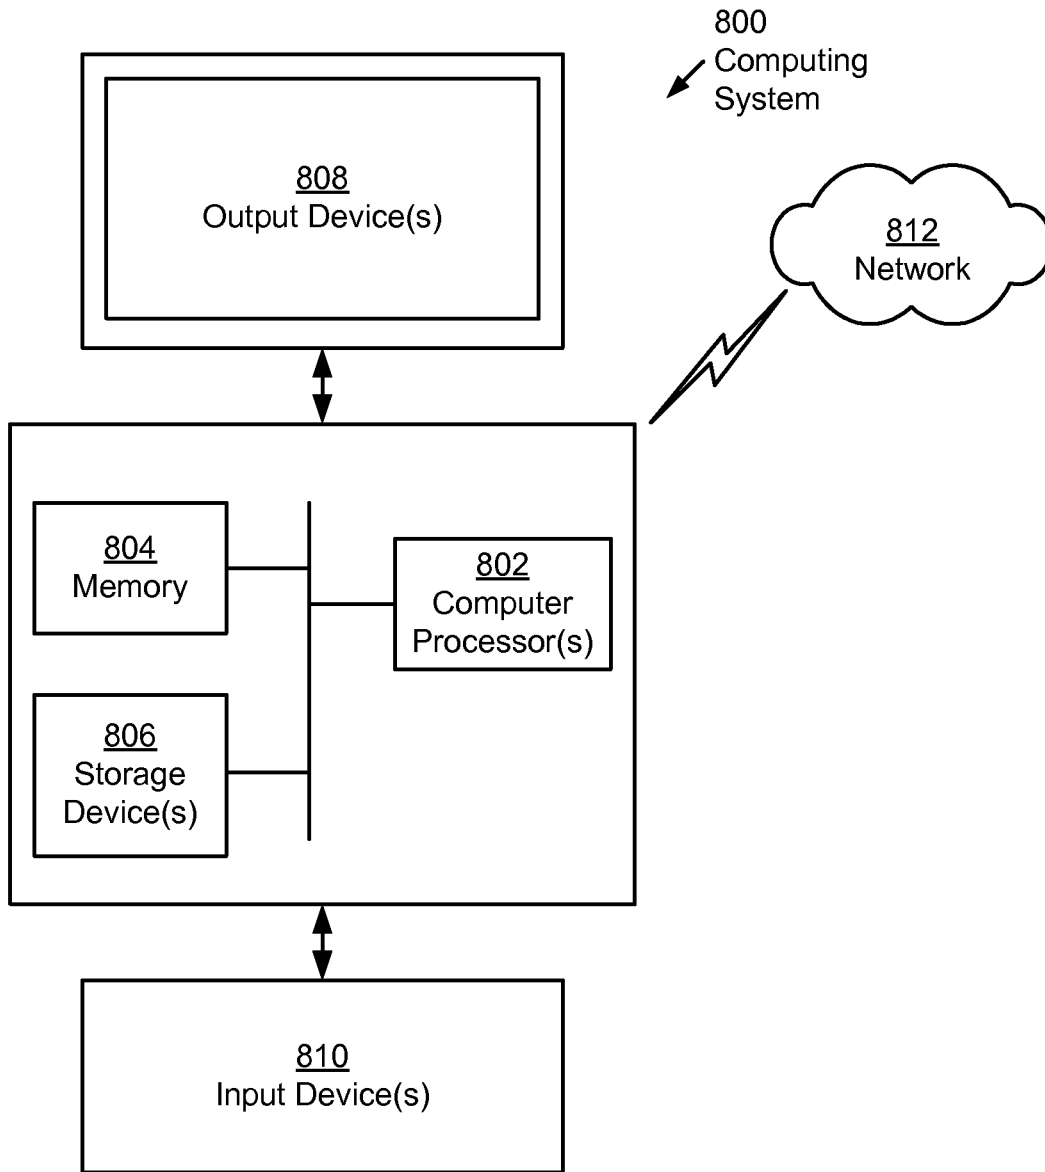 800
Computing
System
808
Output Device(s)
812
Network
804
Memory
802
Computer
Processor(s)
806
Storage
Device(s)
810
Input Device(s)